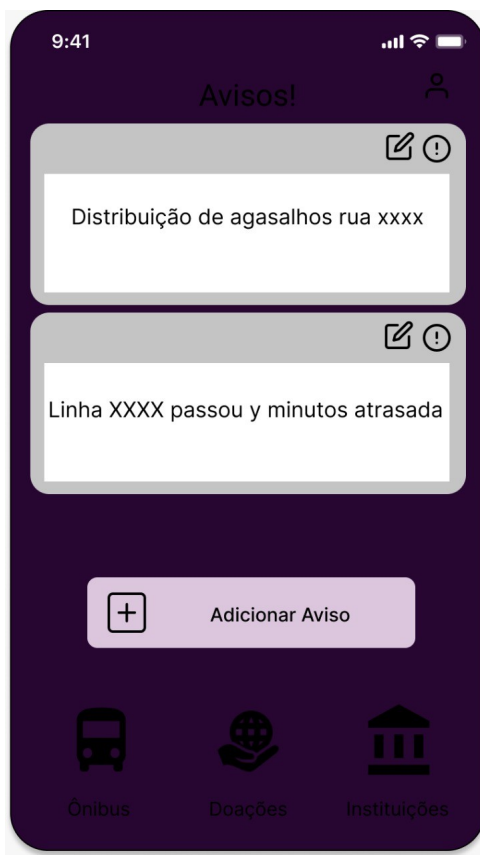 9:41
Avisos!
Distribuição de agasalhos rua xxxx
Linha XXXX passou y minutos atrasada
Adicionar Aviso
Ônibus Doações Instituições